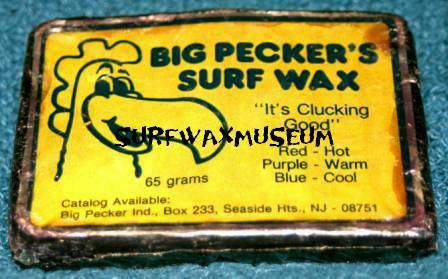 BIG PECKER'S
SURF WAX
"It's Clucking
Good"
SURFWAXMUSEUM
Red - Hot
Purple - Warm
Blue - Cool
65 grams
Catalog Available:
Big Pecker Ind., Box 233, Seaside Hts., NJ - 08751